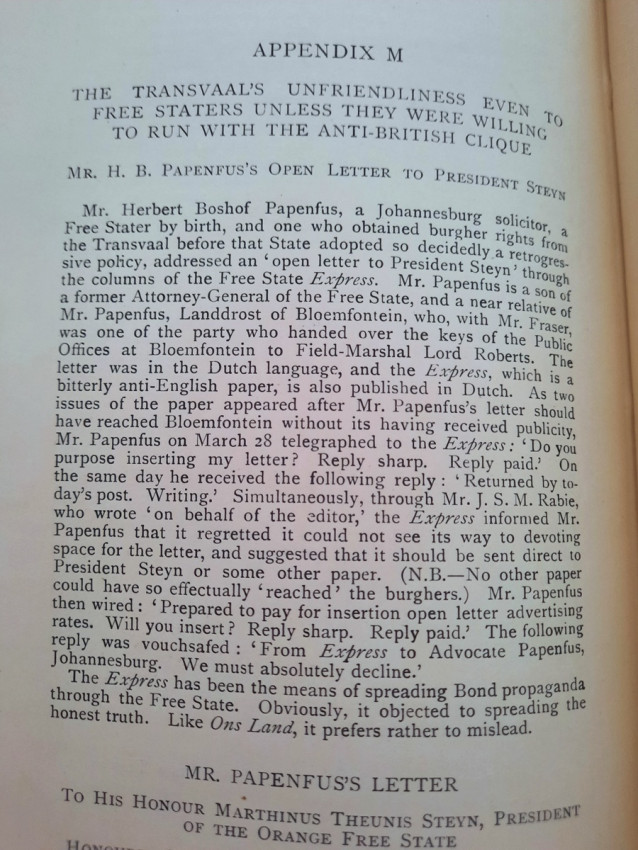 APPENDIX M
THE TRANSVAAL'S UNFRIENDLINESS EVEN TO
FREE STATERS UNLESS THEY WERE WILLING
TO RUN WITH THE ANTI-BRITISH CLIQUE
MR. H. B. PAPENFUS'S OPEN LETTER TO PRESIDENT STEYN
Mr. Herbert Boshof Papenfus, a Johannesburg solicitor, a
Free Stater by birth, and one who obtained burgher rights from
the Transvaal before that State adopted so decidedly a retrogres-
sive policy, addressed an 'open letter to President Steyn' through
the columns of the Free State Express. Mr. Papenfus is a son of
a former Attorney-General of the Free State, and a near relative of
Mr. Papenfus, Landdrost of Bloemfontein, who, with Mr. Fraser,
was one of the party who handed over the keys of the Public
Offices at Bloemfontein to Field-Marshal Lord Roberts. The
letter was in the Dutch language, and the Express, which is a
bitterly anti-English paper, is also published in Dutch. As two
issues of the paper appeared after Mr. Papenfus's letter should
have reached Bloemfontein without its having received publicity,
Mr. Papenfus on March 28 telegraphed to the Express: 'Do you
purpose inserting my letter? Reply sharp. Reply paid.' On
the same day he received the following reply: 'Returned by to-
day's post. Writing.' Simultaneously, through Mr. J. S. M. Rabie,
who wrote 'on behalf of the editor,' the Express informed Mr.
Papenfus that it regretted it could not see its way to devoting
space for the letter, and suggested that it should be sent direct to
President Steyn or some other paper. (N.B.—No other paper
could have so effectually 'reached' the burghers.) Mr. Papenfus
then wired: 'Prepared to pay for insertion open letter advertising
rates. Will you insert? Reply sharp. Reply paid.' The following
reply was vouchsafed: 'From Express to Advocate Papenfus,
Johannesburg. We must absolutely decline.'
The Express has been the means of spreading Bond propaganda
through the Free State. Obviously, it objected to spreading the
honest truth. Like Ons Land, it prefers rather to mislead.
MR. PAPENFUS'S LETTER
TO HIS HONOUR MARTHINUS THEUNIS STEYN, PRESIDENT
OF THE ORANGE FREE STATE